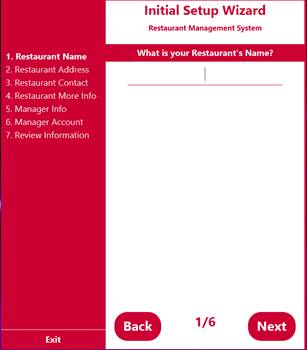 Initial Setup Wizard
Restaurant Management System
What is your Restaurant's Name?
1. Restaurant Name
2. Restaurant Address
3. Restaurant Contact
4. Restaurant More Info
5. Manager Info
6. Manager Account
7. Review Information
Back
1/6
Next
Exit